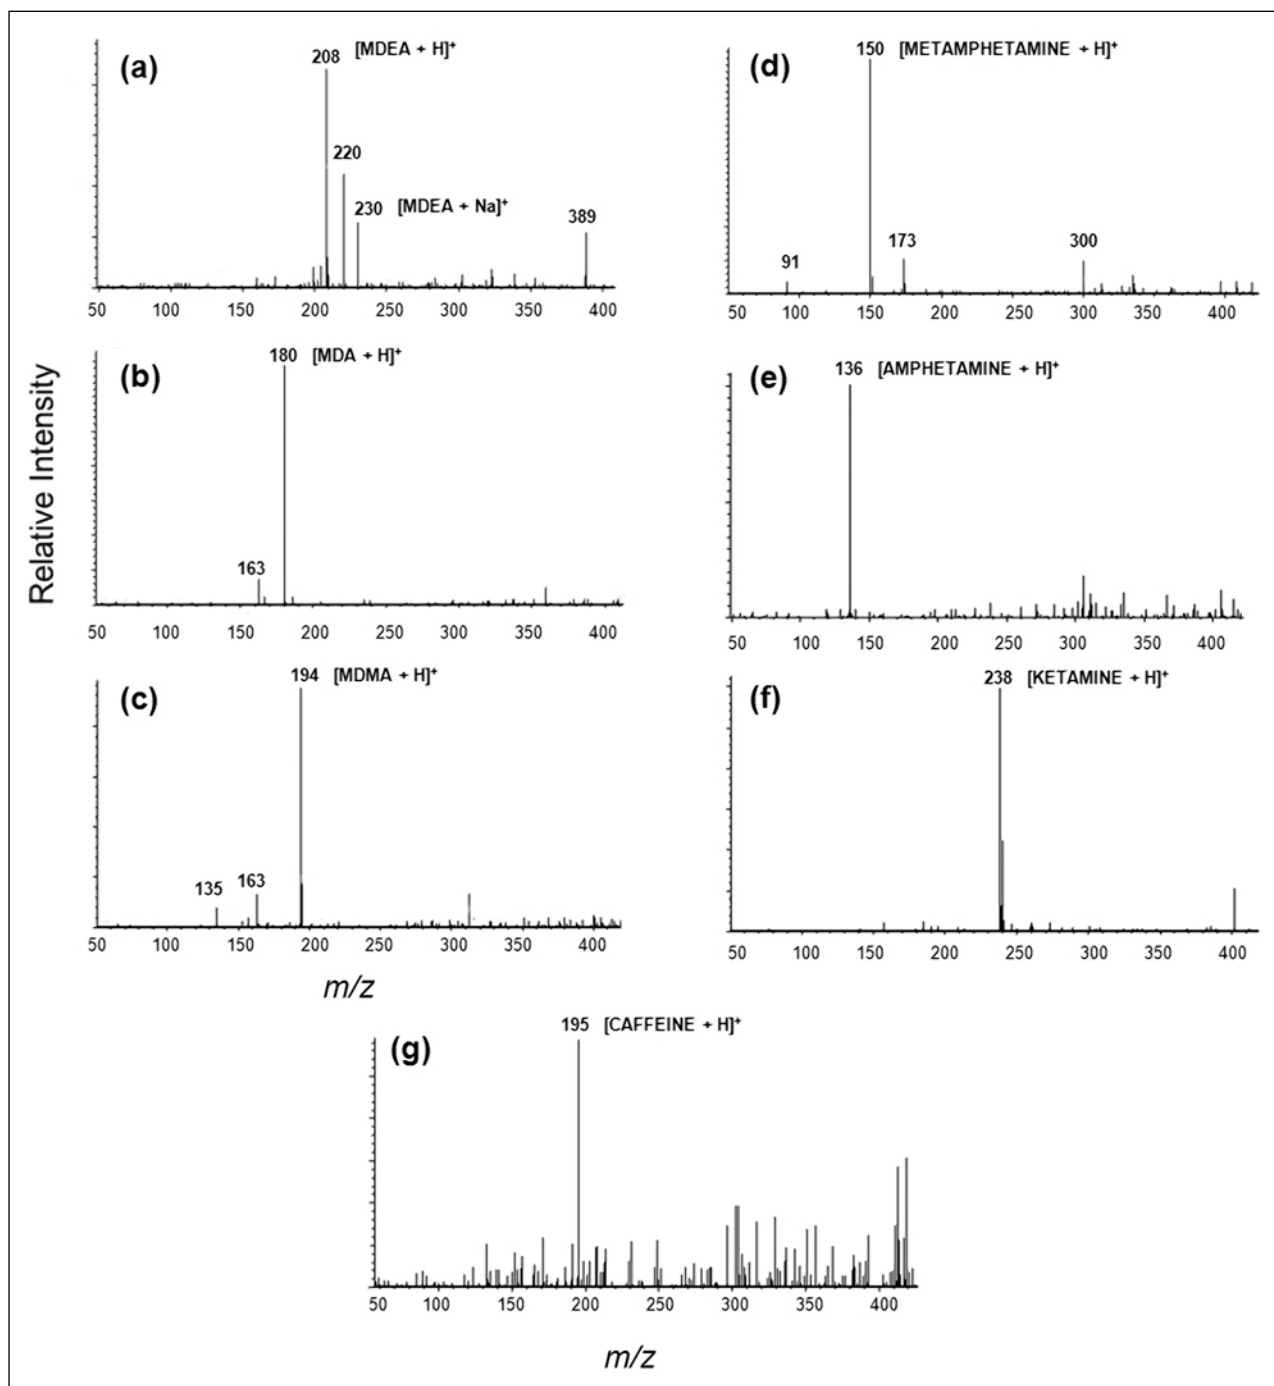 Relative Intensity
(a)
208 [MDEA + H]+
220
230 [MDEA + Na]+
389
50 100 150 200 250 300 350 400
(b)
180 [MDA + H]+
163
50 100 150 200 250 300 350 400
(c)
194 [MDMA + H]+
135
163
50 100 150 200 250 300 350 400
m/z
(d)
150 [METAMPHETAMINE + H]+
91
173
300
50 100 150 200 250 300 350 400
(e)
136 [AMPHETAMINE + H]+
50 100 150 200 250 300 350 400
(f)
238 [KETAMINE + H]+
50 100 150 200 250 300 350 400
(g)
195 [CAFFEINE + H]+
50 100 150 200 250 300 350 400
m/z